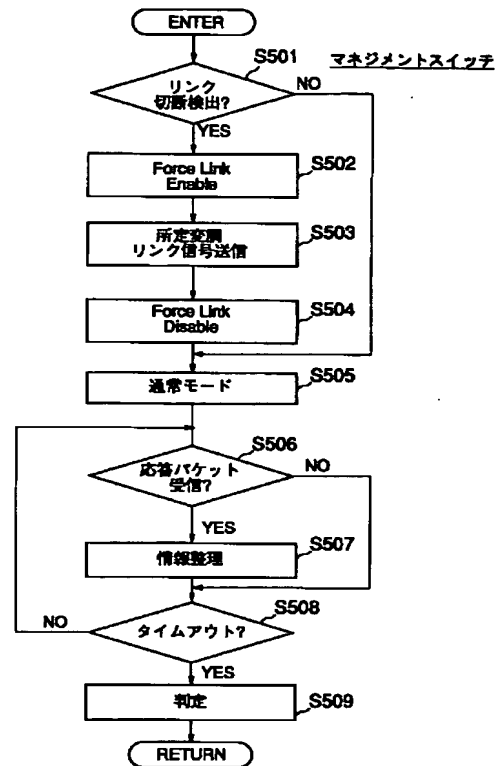 ENTER
マネジメントスイッチ
S501
リンク
切断検出?
NO
YES
Force Link
Enable
S502
所定変調
リンク信号送信
S503
Force Link
Disable
S504
通常モード
S505
S506
応答パケット
受信?
NO
YES
情報整理
S507
S508
NO
タイムアウト?
YES
判定
S509
RETURN